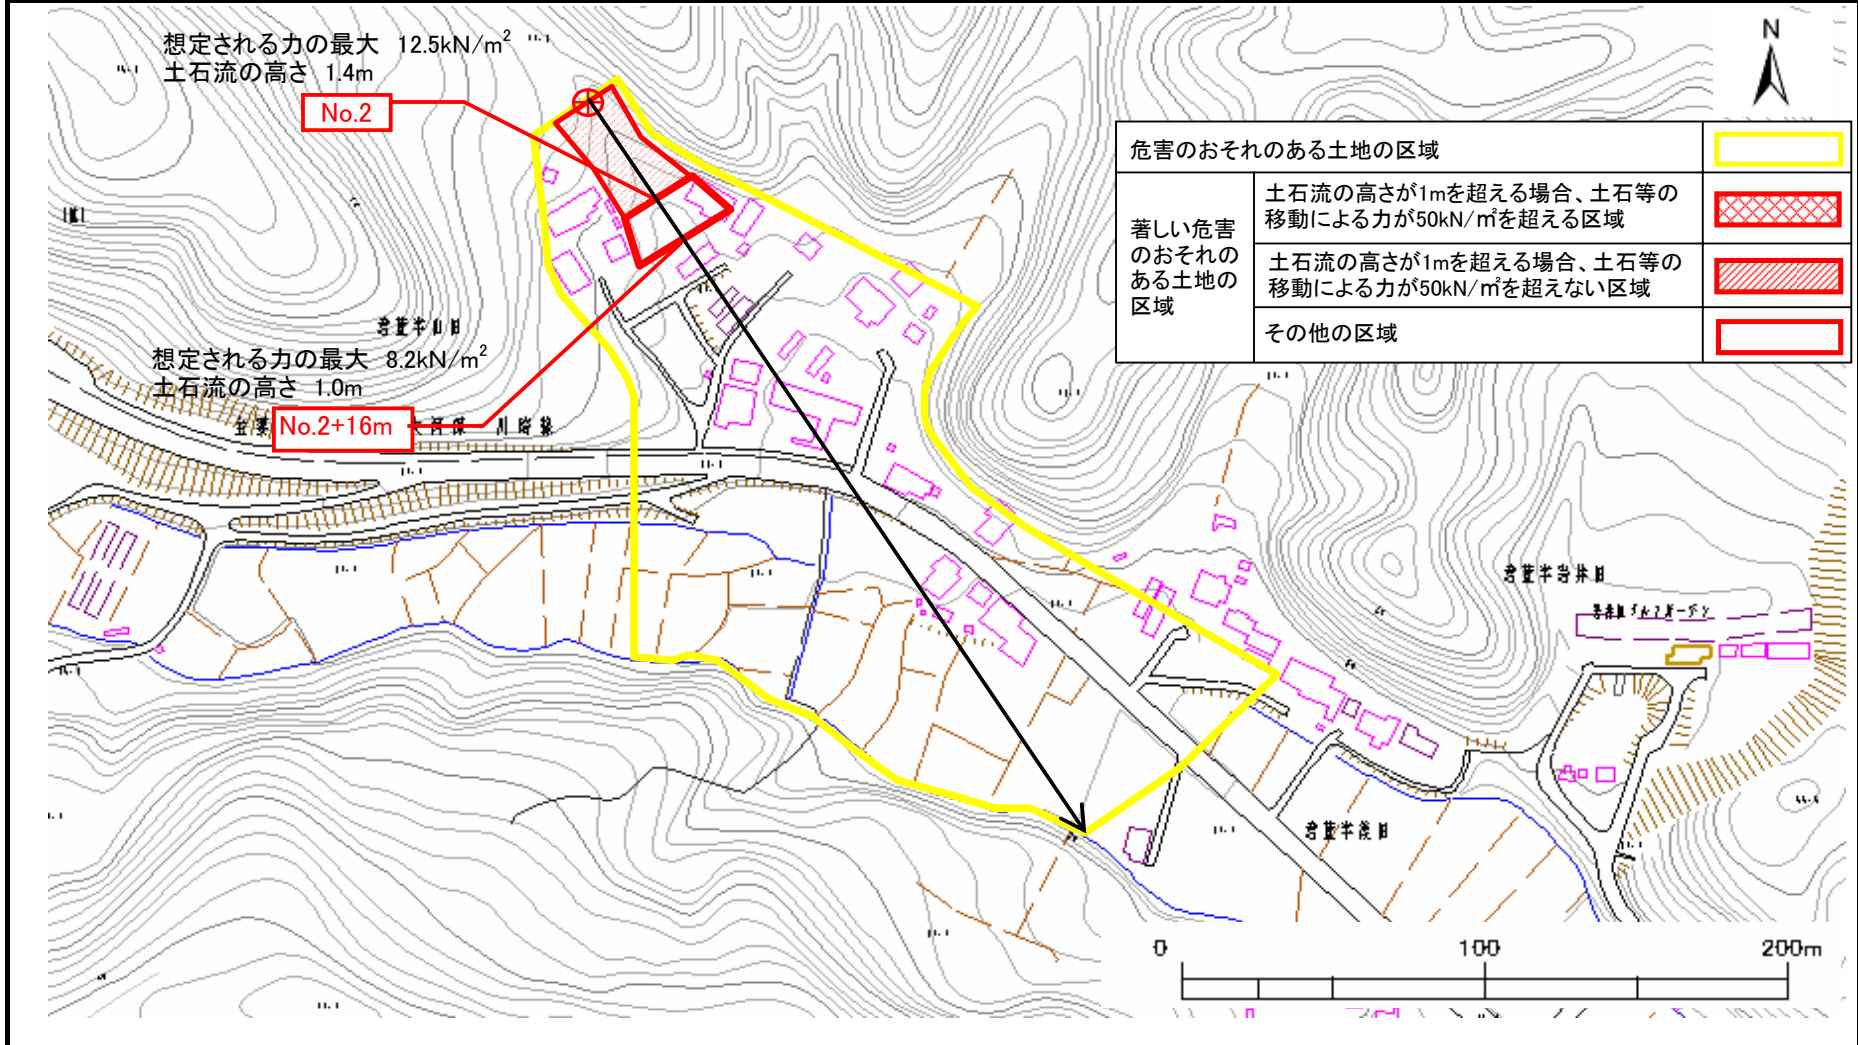 想定される力の最大 12.5kN/m²
土石流の高さ 1.4m
No.2
N
危害のおそれのある土地の区域
著しい危害
のおそれの
ある土地の
区域
土石流の高さが1mを超える場合、土石等の
移動による力が50kN/㎡を超える区域
土石流の高さが1mを超える場合、土石等の
移動による力が50kN/㎡を超えない区域
その他の区域
想定される力の最大 8.2kN/m²
土石流の高さ 1.0m
No.2+16m
川崎線
0 100 200m